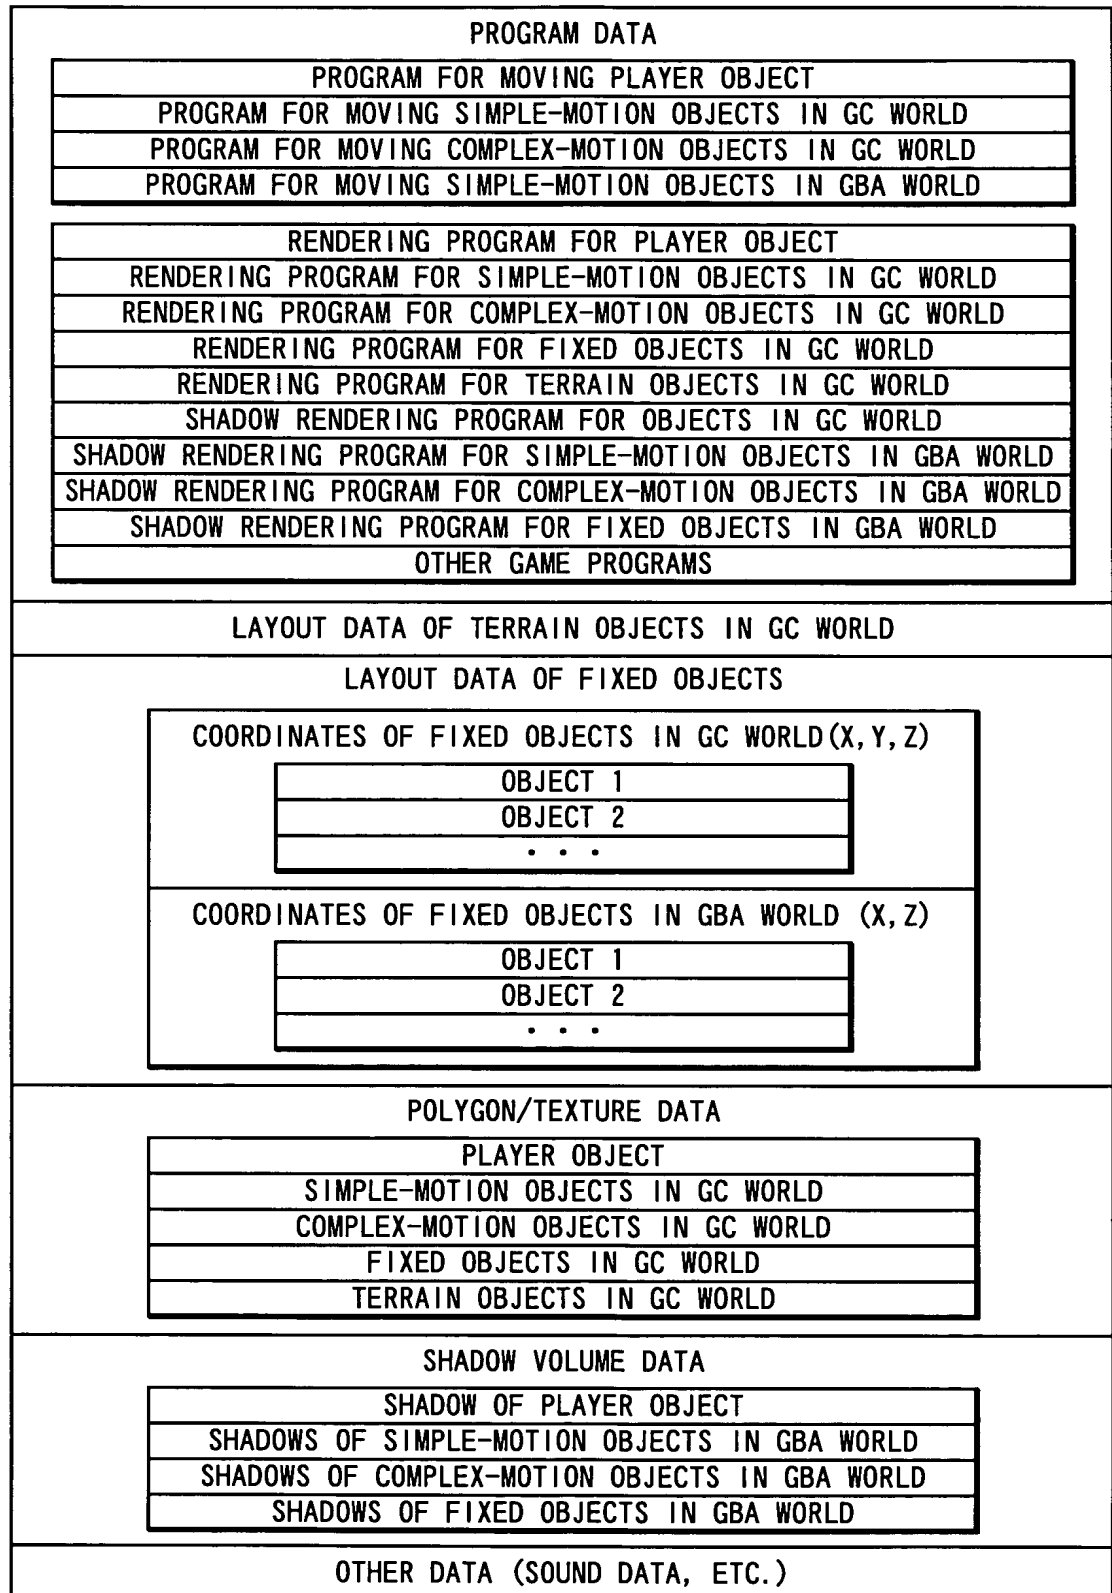 PROGRAM DATA
PROGRAM FOR MOVING PLAYER OBJECT
PROGRAM FOR MOVING SIMPLE-MOTION OBJECTS IN GC WORLD
PROGRAM FOR MOVING COMPLEX-MOTION OBJECTS IN GC WORLD
PROGRAM FOR MOVING SIMPLE-MOTION OBJECTS IN GBA WORLD
RENDERING PROGRAM FOR PLAYER OBJECT
RENDERING PROGRAM FOR SIMPLE-MOTION OBJECTS IN GC WORLD
RENDERING PROGRAM FOR COMPLEX-MOTION OBJECTS IN GC WORLD
RENDERING PROGRAM FOR FIXED OBJECTS IN GC WORLD
RENDERING PROGRAM FOR TERRAIN OBJECTS IN GC WORLD
SHADOW RENDERING PROGRAM FOR OBJECTS IN GC WORLD
SHADOW RENDERING PROGRAM FOR SIMPLE-MOTION OBJECTS IN GBA WORLD
SHADOW RENDERING PROGRAM FOR COMPLEX-MOTION OBJECTS IN GBA WORLD
SHADOW RENDERING PROGRAM FOR FIXED OBJECTS IN GBA WORLD
OTHER GAME PROGRAMS
LAYOUT DATA OF TERRAIN OBJECTS IN GC WORLD
LAYOUT DATA OF FIXED OBJECTS
COORDINATES OF FIXED OBJECTS IN GC WORLD(X, Y, Z)
OBJECT 1
OBJECT 2
. . .
COORDINATES OF FIXED OBJECTS IN GBA WORLD (X, Z)
OBJECT 1
OBJECT 2
. . .
POLYGON/TEXTURE DATA
PLAYER OBJECT
SIMPLE-MOTION OBJECTS IN GC WORLD
COMPLEX-MOTION OBJECTS IN GC WORLD
FIXED OBJECTS IN GC WORLD
TERRAIN OBJECTS IN GC WORLD
SHADOW VOLUME DATA
SHADOW OF PLAYER OBJECT
SHADOWS OF SIMPLE-MOTION OBJECTS IN GBA WORLD
SHADOWS OF COMPLEX-MOTION OBJECTS IN GBA WORLD
SHADOWS OF FIXED OBJECTS IN GBA WORLD
OTHER DATA (SOUND DATA, ETC.)